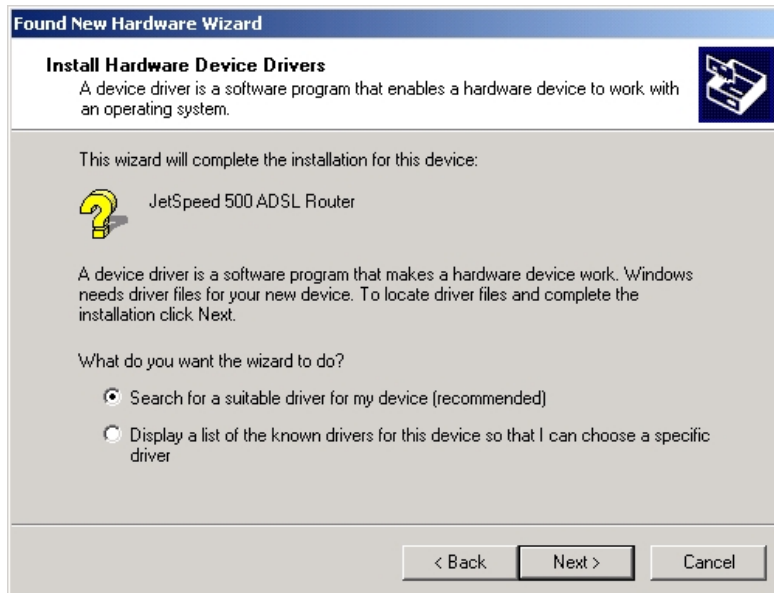 Found New Hardware Wizard
Install Hardware Device Drivers
A device driver is a software program that enables a hardware device to work with
an operating system.
This wizard will complete the installation for this device:
JetSpeed 500 ADSL Router
A device driver is a software program that makes a hardware device work. Windows
needs driver files for your new device. To locate driver files and complete the
installation click Next.
What do you want the wizard to do?
Search for a suitable driver for my device (recommended)
Display a list of the known drivers for this device so that I can choose a specific
driver
< Back Next > Cancel